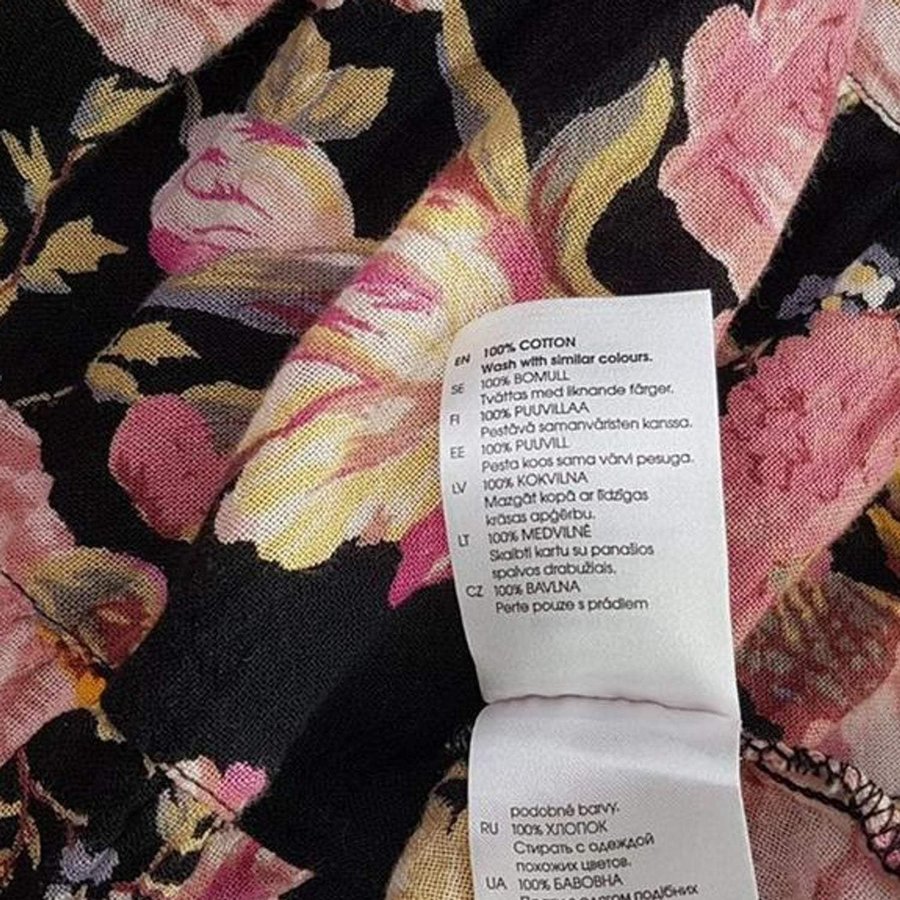 EN 100% COTTON
Wash with similar colours.
SE 100% BOMULL
Tvättas med liknande färger.
FI 100% PUUVILLAA
Pestävä samanväristen kanssa.
EE 100% PUUVILL
Pesta koos sama värvi pesuga.
LV 100% KOKVILNA
Mazgāt kopā ar līdzīgas
krāsas apģērbu.
LT 100% MEDVILNĖ
Skalbti kartu su panašios
spalvos drabužiais.
CZ 100% BAVLNA
Perte pouze s prádlem
podobné barvy.
RU 100% ХЛОПОК
Стирать с одеждой
похожих цветов.
UA 100% БАВОВНА
подібних